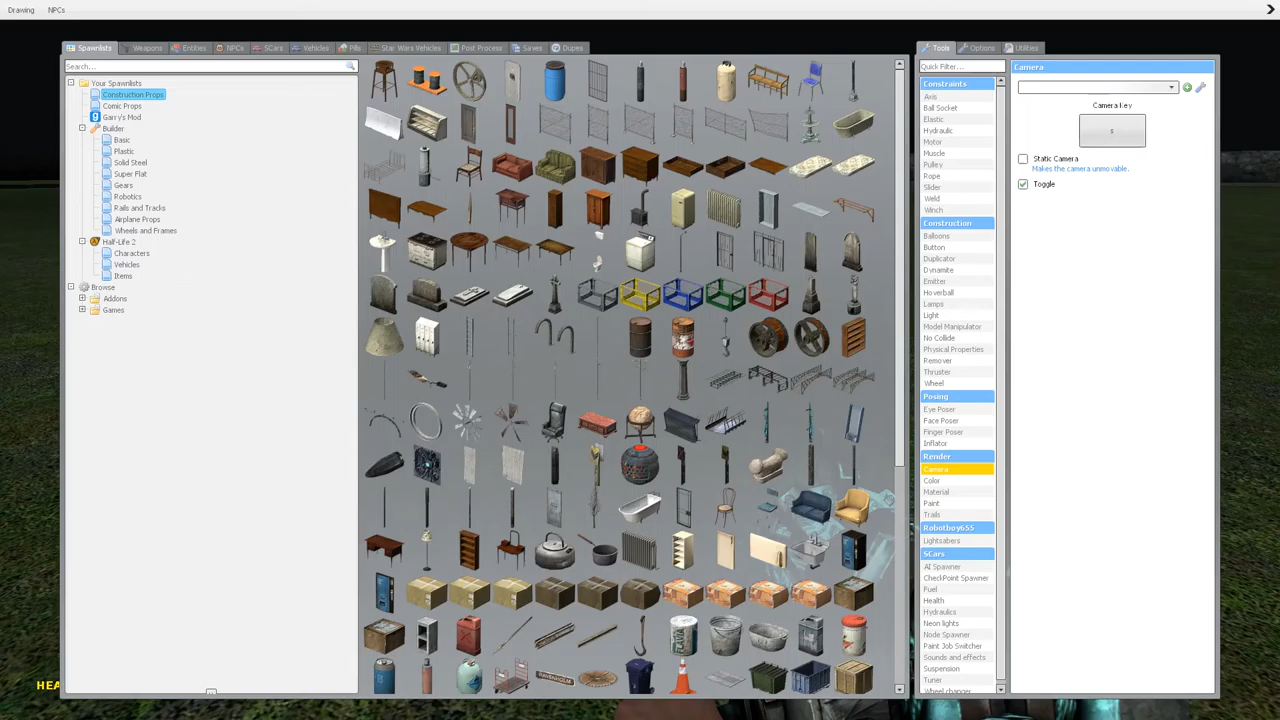 Drawing NPCs
Spawnlists Weapons Entities NPCs SCars Vehicles Pills Star Wars Vehicles Post Process Saves Dupes
Search...
Your Spawnlists
Construction Props
Comic Props
Garry's Mod
Builder
Basic
Plastic
Solid Steel
Super Flat
Gears
Robotics
Rails and Tracks
Airplane Props
Wheels and Frames
Half-Life 2
Characters
Vehicles
Items
Browse
Addons
Games
RAVENHOLM
HEA
Tools Options Utilities
Quick Filter...
Constraints
Axis
Ball Socket
Elastic
Hydraulic
Motor
Muscle
Pulley
Rope
Slider
Weld
Winch
Construction
Balloons
Button
Duplicator
Dynamite
Emitter
Hoverball
Lamps
Light
Model Manipulator
No Collide
Physical Properties
Remover
Thruster
Wheel
Posing
Eye Poser
Face Poser
Finger Poser
Inflator
Render
Camera
Color
Material
Paint
Trails
Robotboy655
Lightsabers
SCars
AI Spawner
CheckPoint Spawner
Fuel
Health
Hydraulics
Neon lights
Node Spawner
Paint Job Switcher
Sounds and effects
Suspension
Tuner
Wheel changer
Camera
Camera Key
s
Static Camera
Makes the camera unmovable.
Toggle